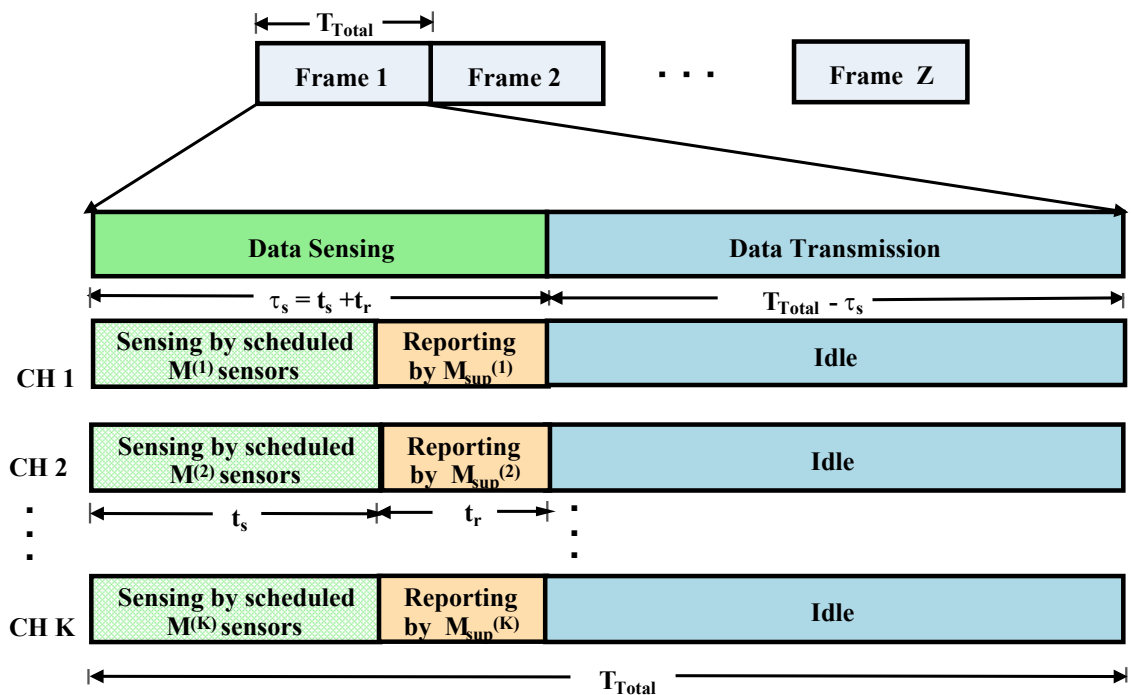 T_Total
Frame 1 Frame 2 . . . Frame Z
Data Sensing Data Transmission
τ_s = t_s +t_r T_Total - τ_s
CH 1
Sensing by scheduled
M^(1) sensors
Reporting
by M_sup^(1)
Idle
CH 2
Sensing by scheduled
M^(2) sensors
Reporting
by M_sup^(2)
Idle
t_s t_r
CH K
Sensing by scheduled
M^(K) sensors
Reporting
by M_sup^(K)
Idle
T_Total